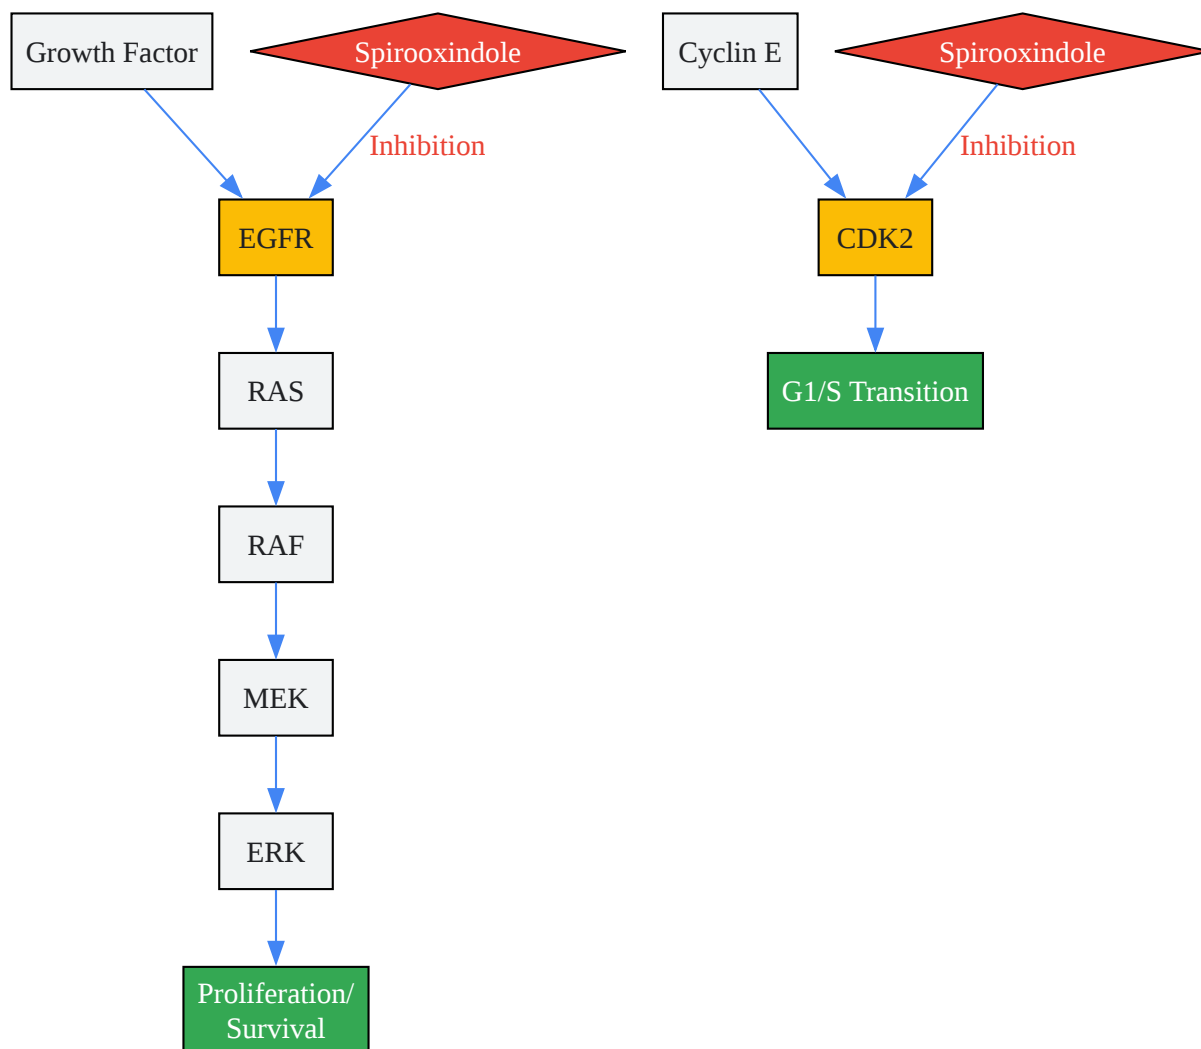 Growth Factor
Spirooxindole
Cyclin E
Spirooxindole
Inhibition
Inhibition
EGFR
CDK2
RAS
G1/S Transition
RAF
MEK
ERK
Proliferation/
Survival